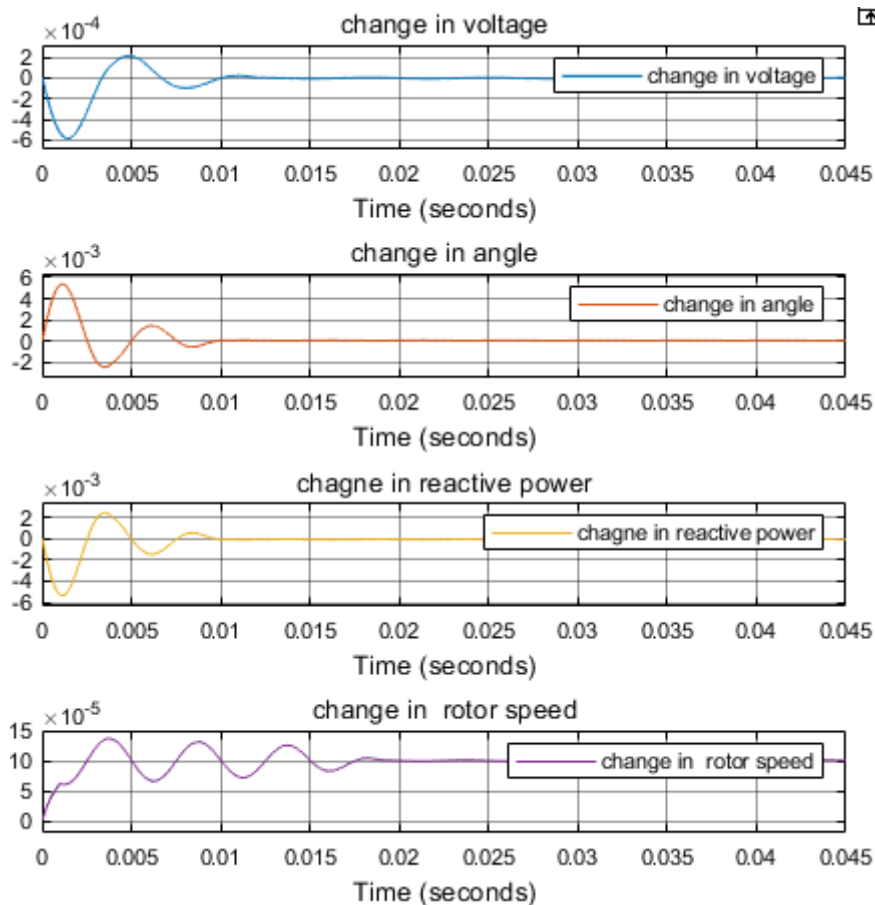 ×10-4
change in voltage
2
0
-2
-4
-6
change in voltage
0 0.005 0.01 0.015 0.02 0.025 0.03 0.035 0.04 0.045
Time (seconds)
×10-3
change in angle
6
4
2
0
-2
change in angle
0 0.005 0.01 0.015 0.02 0.025 0.03 0.035 0.04 0.045
Time (seconds)
×10-3
chagne in reactive power
2
0
-2
-4
-6
chagne in reactive power
0 0.005 0.01 0.015 0.02 0.025 0.03 0.035 0.04 0.045
Time (seconds)
×10-5
change in  rotor speed
15
10
5
0
change in  rotor speed
0 0.005 0.01 0.015 0.02 0.025 0.03 0.035 0.04 0.045
Time (seconds)